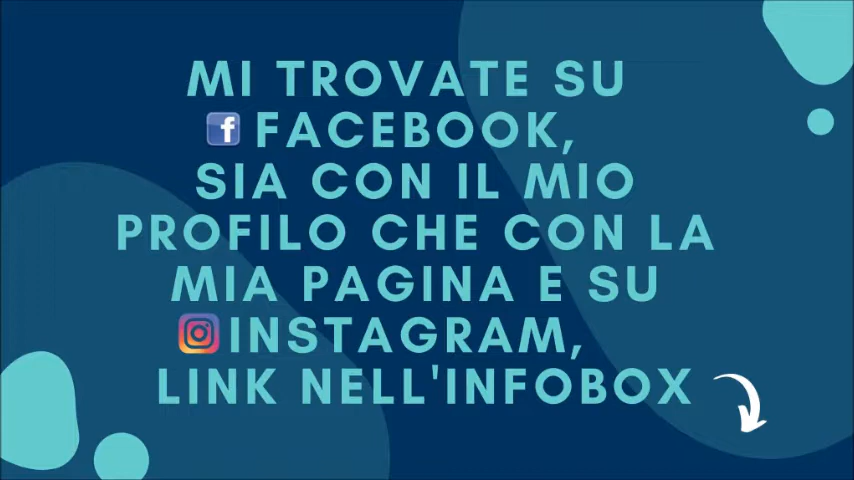 MI TROVATE SU
FACEBOOK,
SIA CON IL MIO
PROFILO CHE CON LA
MIA PAGINA E SU
INSTAGRAM,
LINK NELL'INFOBOX